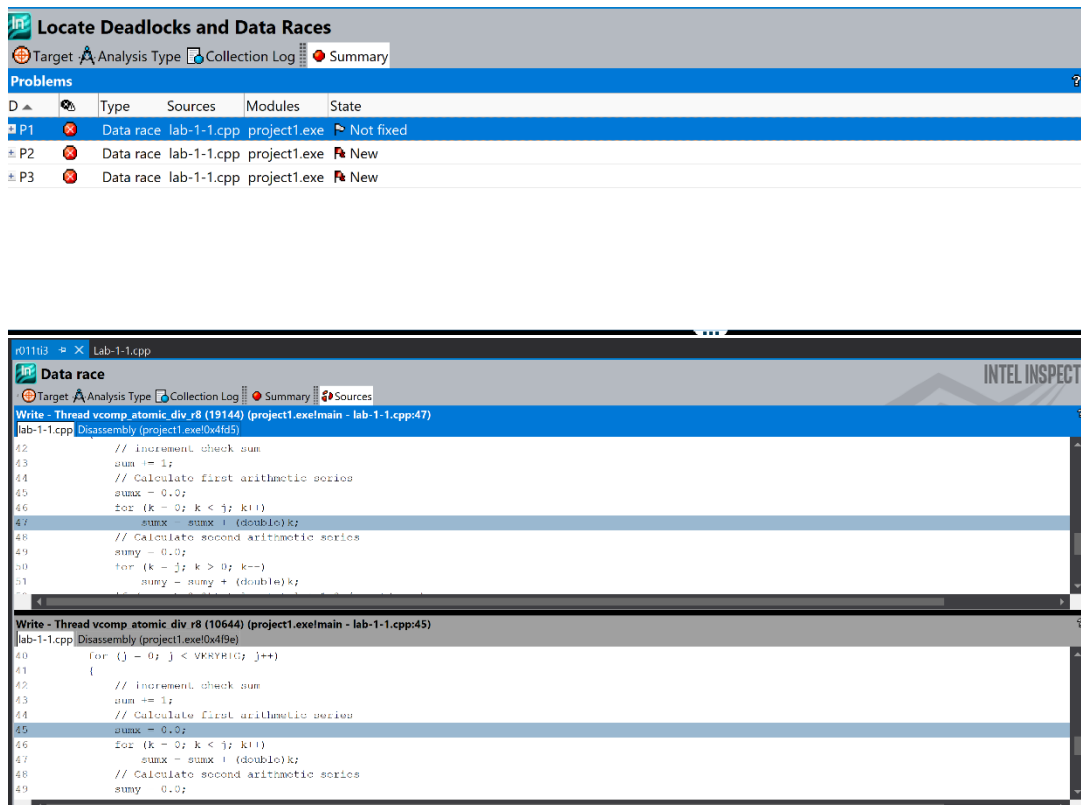 In Locate Deadlocks and Data Races
Target Analysis Type Collection Log Summary
Problems ?
D Type Sources Modules State
P1 Data race lab-1-1.cpp project1.exe Not fixed
P2 Data race lab-1-1.cpp project1.exe New
P3 Data race lab-1-1.cpp project1.exe New
r011ti3 Lab-1-1.cpp
Data race INTEL INSPECT
Target Analysis Type Collection Log Summary Sources
Write - Thread vcomp_atomic_div_r8 (19144) (project1.exe!main - lab-1-1.cpp:47)
lab-1-1.cpp Disassembly (project1.exe!0x4fd5)
42 // increment check sum
43 sum += 1;
44 // Calculate first arithmetic series
45 sumx = 0.0;
46 for (k = 0; k < j; k++)
47 sumx = sumx + (double)k;
48 // Calculate second arithmetic series
49 sumy = 0.0;
50 for (k = j; k > 0; k--)
51 sumy = sumy + (double)k;
Write - Thread vcomp_atomic_div_r8 (10644) (project1.exe!main - lab-1-1.cpp:45)
lab-1-1.cpp Disassembly (project1.exe!0x4f9e)
40 for (j = 0; j < VERYBIG; j++)
41 {
42 // increment check sum
43 sum += 1;
44 // Calculate first arithmetic series
45 sumx = 0.0;
46 for (k = 0; k < j; k++)
47 sumx = sumx + (double)k;
48 // Calculate second arithmetic series
49 sumy = 0.0;